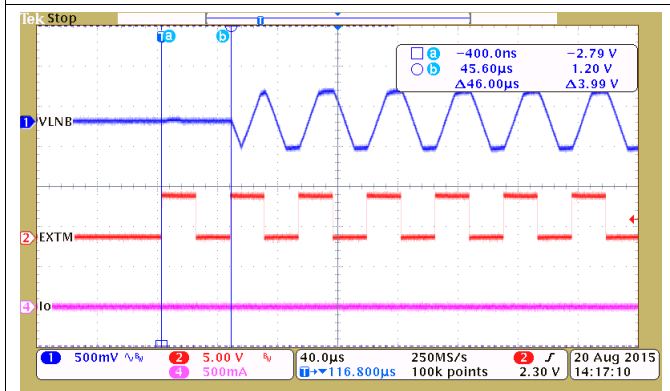 Tek Stop
T a b
a −400.0ns −2.79 V
b 45.60µs 1.20 V
Δ46.00µs Δ3.99 V
1 VLNB
2 EXTM
4 Io
1 500mV 2 5.00 V 40.0µs 250MS/s 2 20 Aug 2015
4 500mA T→▼116.800µs 100k points 2.30 V 14:17:10